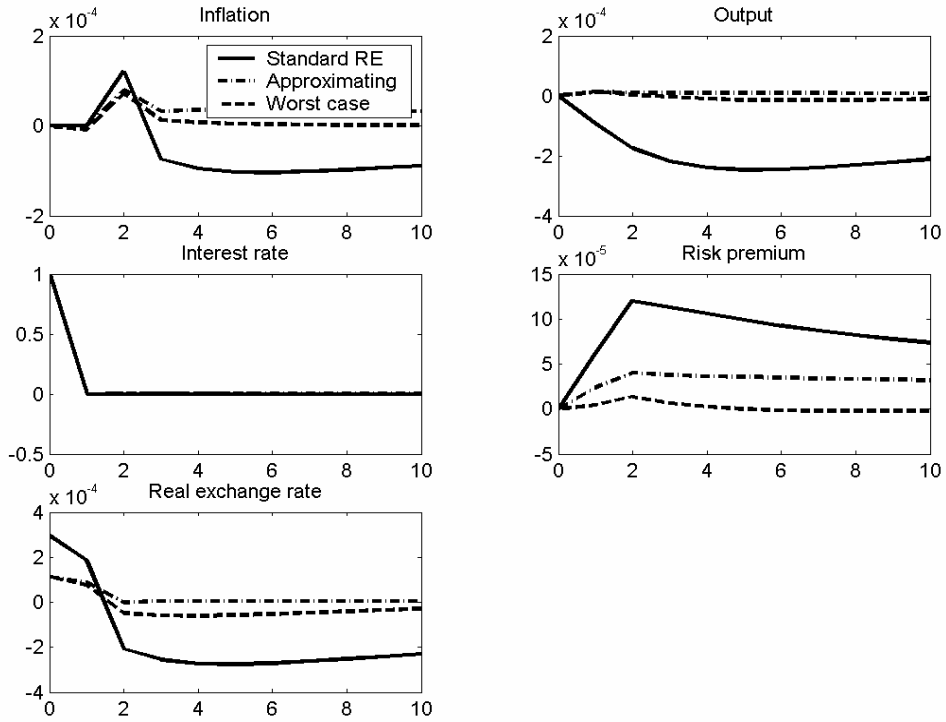 Inflation
x 10-4
2
0
-2
0 2 4 6 8 10
Standard RE
Approximating
Worst case
Output
x 10-4
2
0
-2
-4
0 2 4 6 8 10
Interest rate
1
0.5
0
-0.5
0 2 4 6 8 10
Risk premium
x 10-5
15
10
5
0
-5
0 2 4 6 8 10
Real exchange rate
x 10-4
4
2
0
-2
-4
0 2 4 6 8 10